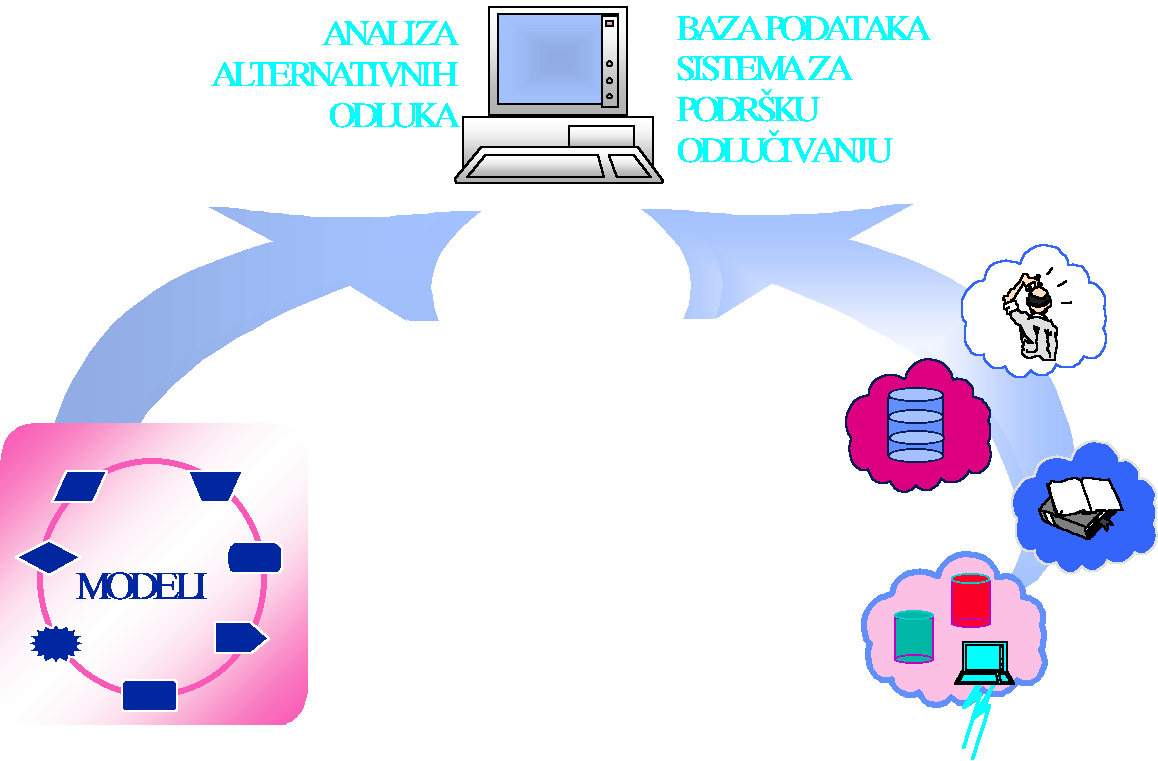 ANALIZA
ALTERNATIVNIH
ODLUKA
BAZA PODATAKA
SISTEMA ZA
PODRŠKU
ODLUČIVANJU
MODELI